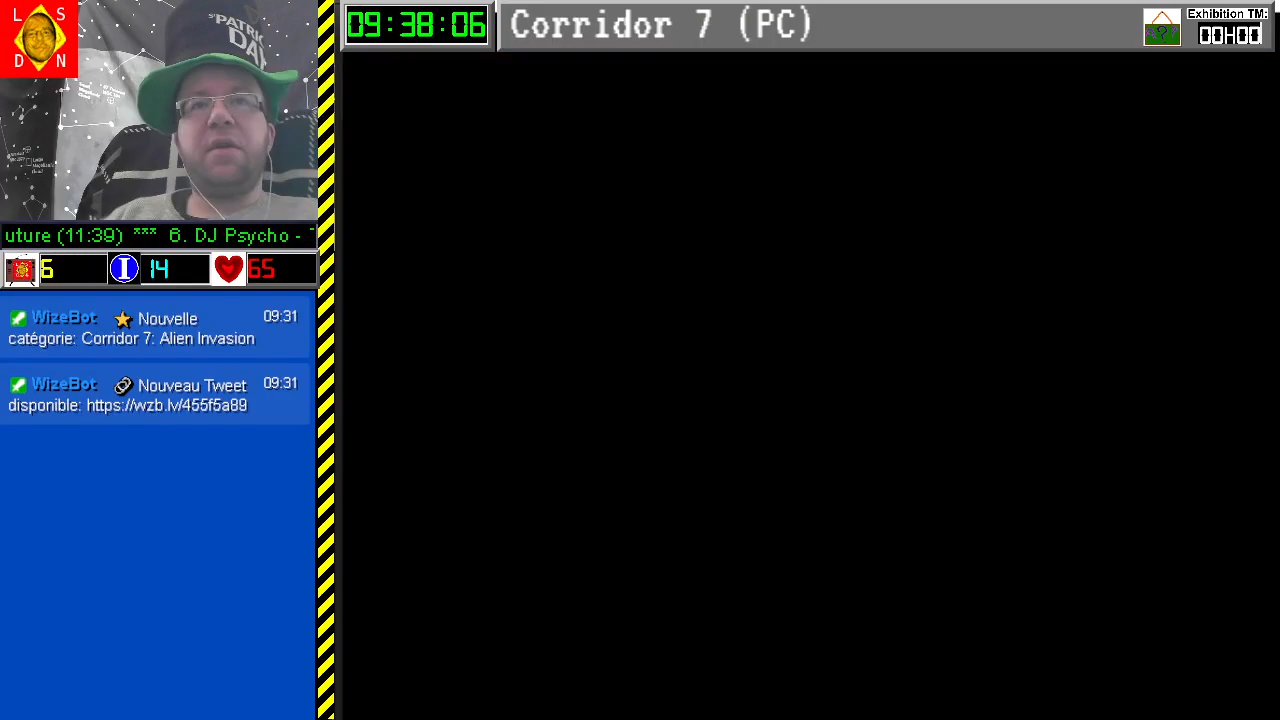 L S
D N
PATRIC
DAY
09:38:06
Corridor 7 (PC)
Exhibition TM:
00H00
uture (11:39) *** 6. DJ Psycho -
6
14
65
WizeBot Nouvelle 09:31
catégorie: Corridor 7: Alien Invasion
WizeBot Nouveau Tweet 09:31
disponible: https://wzb.lv/455f5a89